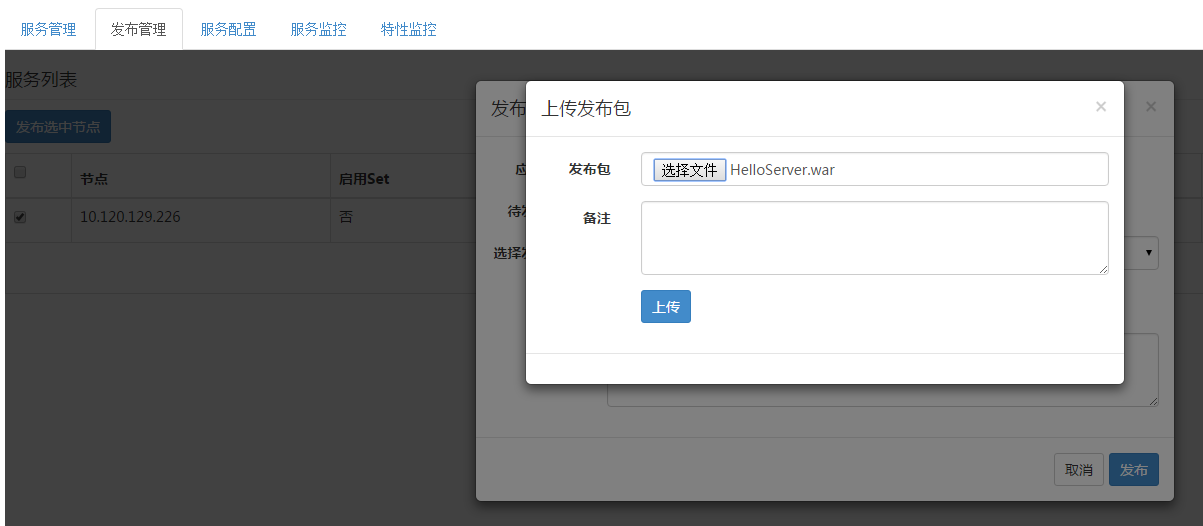 服务管理 发布管理 服务配置 服务监控 特性监控
服务列表
发布选中节点
节点 启用Set
10.120.129.226 否
发布
应
待发
选择发
上传发布包 × ×
发布包 选择文件 HelloServer.war
备注
上传
取消 发布